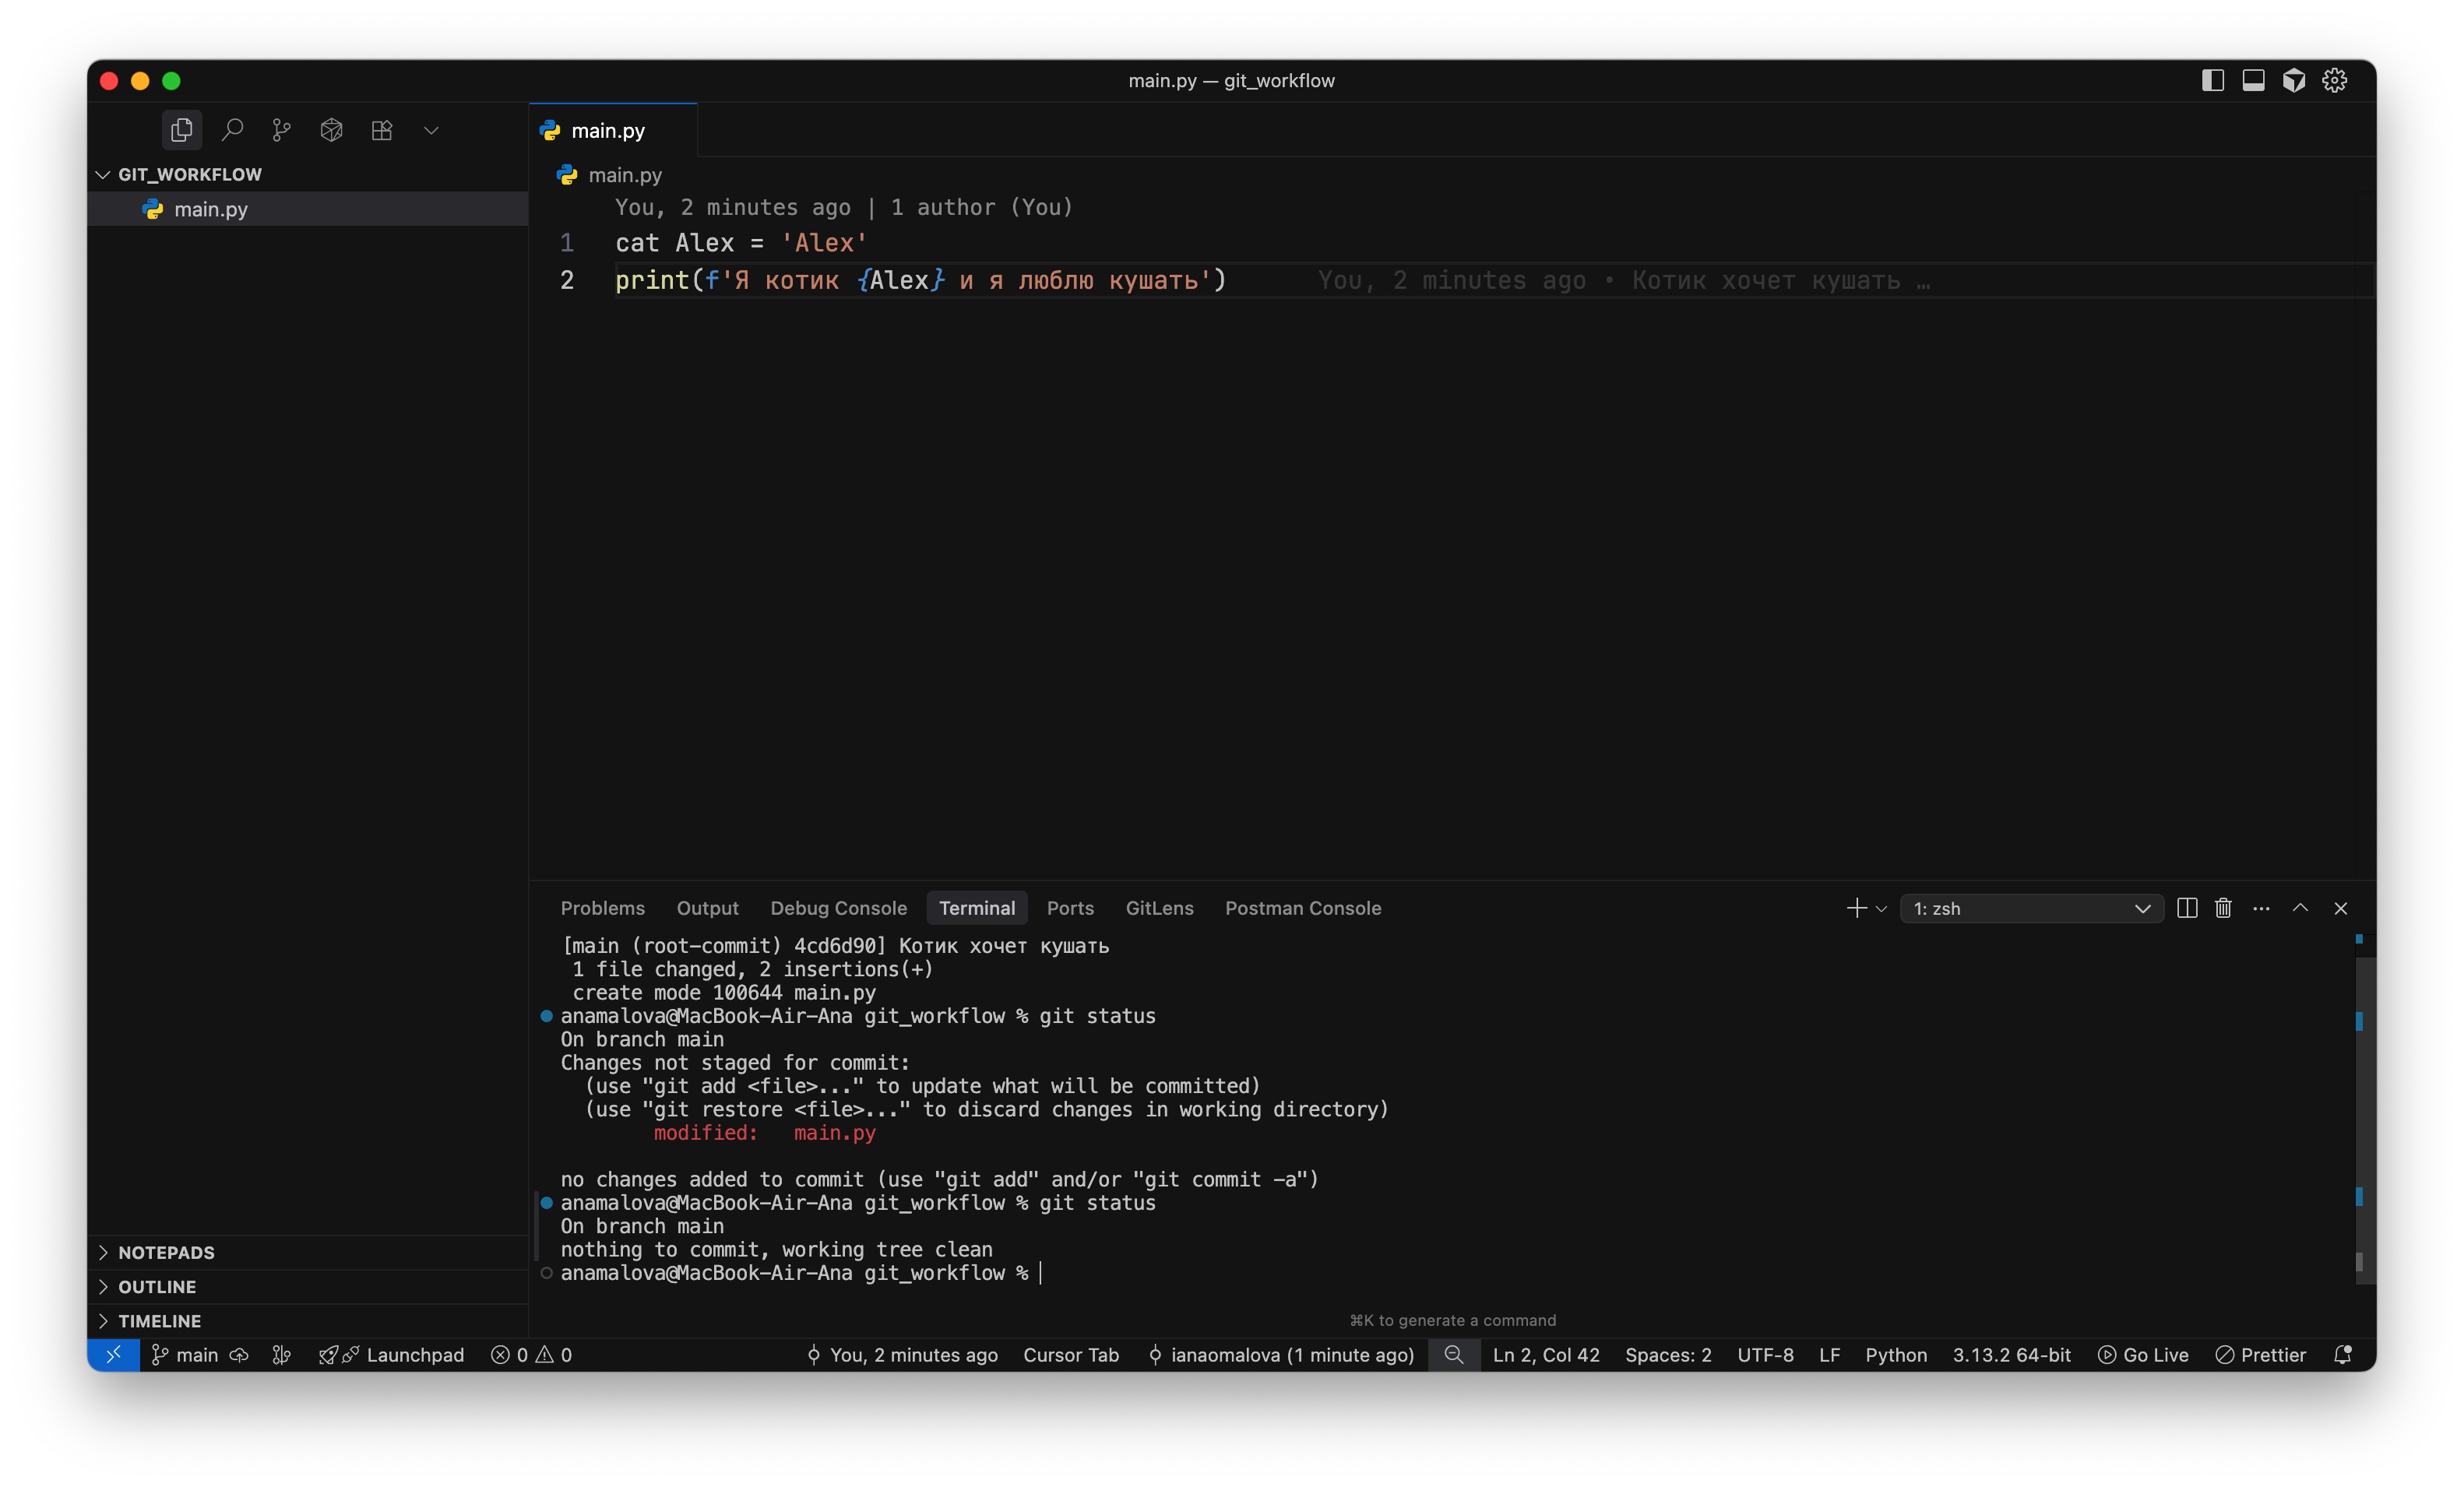 main.py — git_workflow
GIT_WORKFLOW
main.py
main.py
main.py
You, 2 minutes ago | 1 author (You)
1 cat Alex = 'Alex'
2 print(f'Я котик {Alex} и я люблю кушать') You, 2 minutes ago • Котик хочет кушать …
Problems Output Debug Console Terminal Ports GitLens Postman Console 1: zsh
[main (root-commit) 4cd6d90] Котик хочет кушать
1 file changed, 2 insertions(+)
create mode 100644 main.py
anamalova@MacBook-Air-Ana git_workflow % git status
On branch main
Changes not staged for commit:
(use "git add <file>..." to update what will be committed)
(use "git restore <file>..." to discard changes in working directory)
modified: main.py
no changes added to commit (use "git add" and/or "git commit -a")
anamalova@MacBook-Air-Ana git_workflow % git status
On branch main
nothing to commit, working tree clean
anamalova@MacBook-Air-Ana git_workflow %
NOTEPADS
OUTLINE
TIMELINE
⌘K to generate a command
main Launchpad 0 0 You, 2 minutes ago Cursor Tab ianaomalova (1 minute ago) Ln 2, Col 42 Spaces: 2 UTF-8 LF Python 3.13.2 64-bit Go Live Prettier